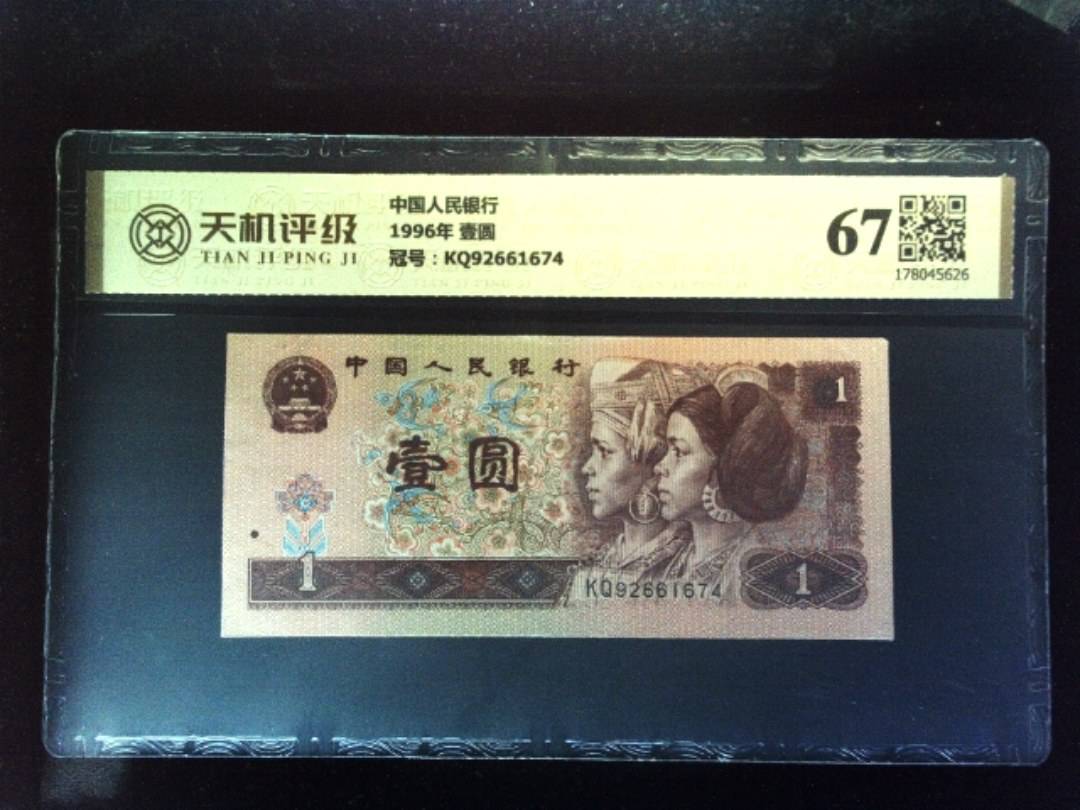 天机评级
TIAN JI PING JI
中国人民银行
1996年 壹圆
冠号：KQ92661674
67
178045626
中国人民银行
1
壹圆
1
KQ92661674
1